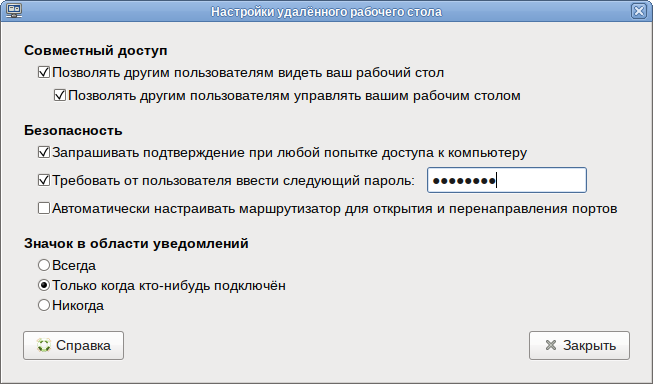 Настройки удалённого рабочего стола
Совместный доступ
Позволять другим пользователям видеть ваш рабочий стол
Позволять другим пользователям управлять вашим рабочим столом
Безопасность
Запрашивать подтверждение при любой попытке доступа к компьютеру
Требовать от пользователя ввести следующий пароль: ●●●●●●●●
Автоматически настраивать маршрутизатор для открытия и перенаправления портов
Значок в области уведомлений
Всегда
Только когда кто-нибудь подключён
Никогда
Справка
Закрыть